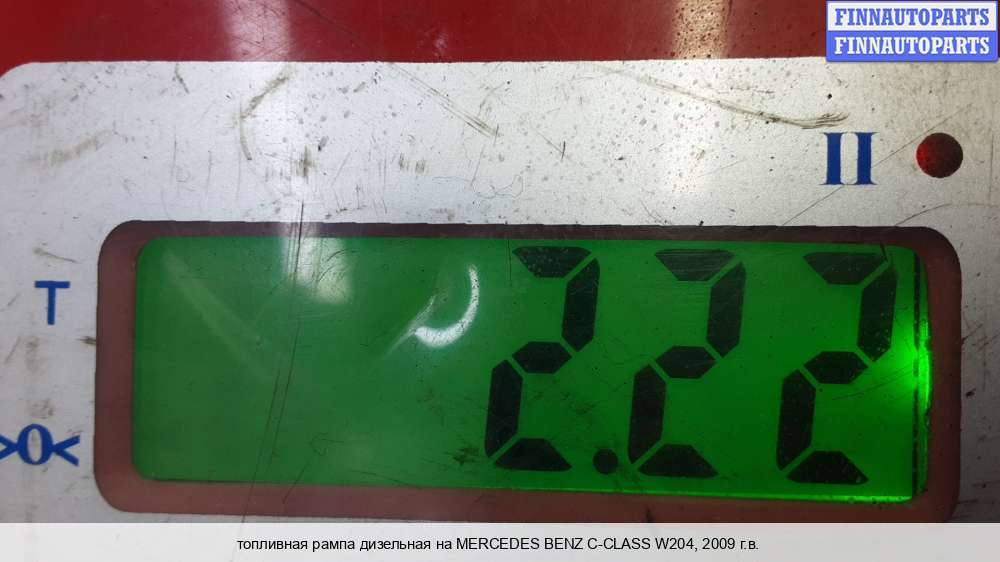 FINNAUTOPARTS
FINNAUTOPARTS
II
T
>0<
2.22
топливная рампа дизельная на MERCEDES BENZ C-CLASS W204, 2009 г.в.